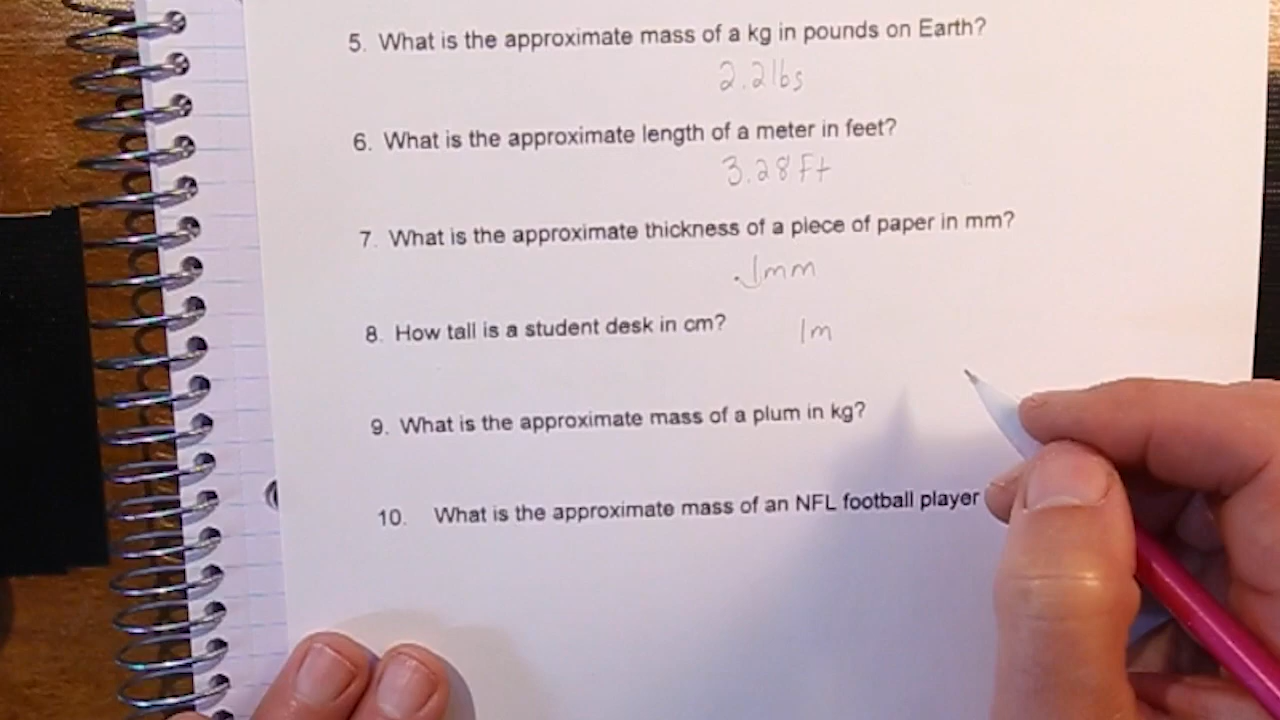 5. What is the approximate mass of a kg in pounds on Earth?
2.2lbs
6. What is the approximate length of a meter in feet?
3.28 Ft
7. What is the approximate thickness of a piece of paper in mm?
.1mm
8. How tall is a student desk in cm? 1m
9. What is the approximate mass of a plum in kg?
10. What is the approximate mass of an NFL football player